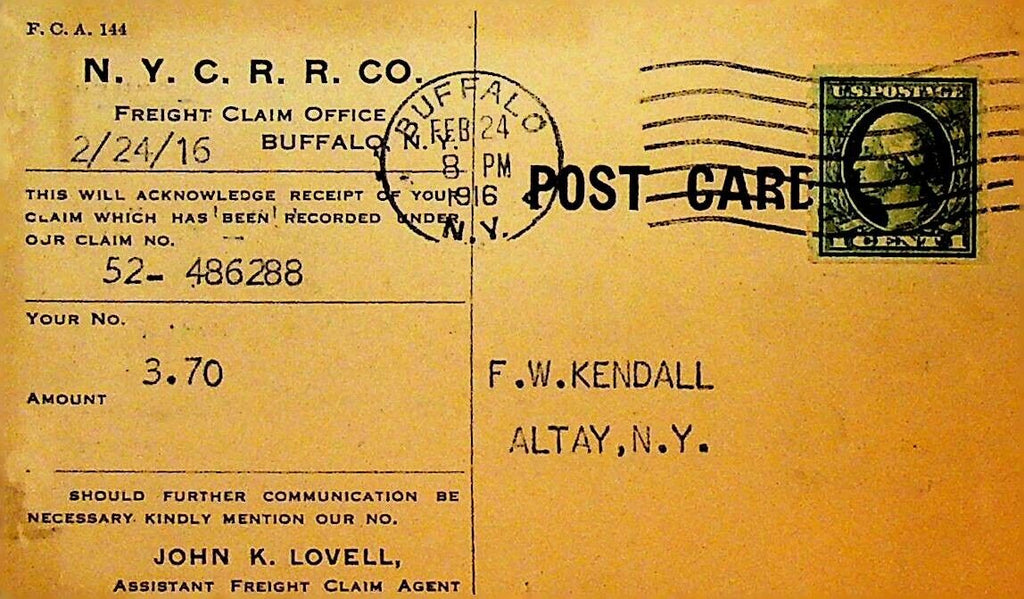 F. C. A. 144
N. Y. C. R. R. CO.
FREIGHT CLAIM OFFICE
BUFFALO, N. Y.
2/24/16
THIS WILL ACKNOWLEDGE RECEIPT OF YOUR
CLAIM WHICH HAS BEEN RECORDED UNDER
OUR CLAIM NO.
52- 486288
YOUR NO.
3.70
AMOUNT
SHOULD FURTHER COMMUNICATION BE
NECESSARY KINDLY MENTION OUR NO.
JOHN K. LOVELL,
ASSISTANT FREIGHT CLAIM AGENT
BUFFALO
FEB 24
8 PM
1916
N.Y.
POST CARD
U.S. POSTAGE
1 CENT 1
F.W.KENDALL
ALTAY,N.Y.